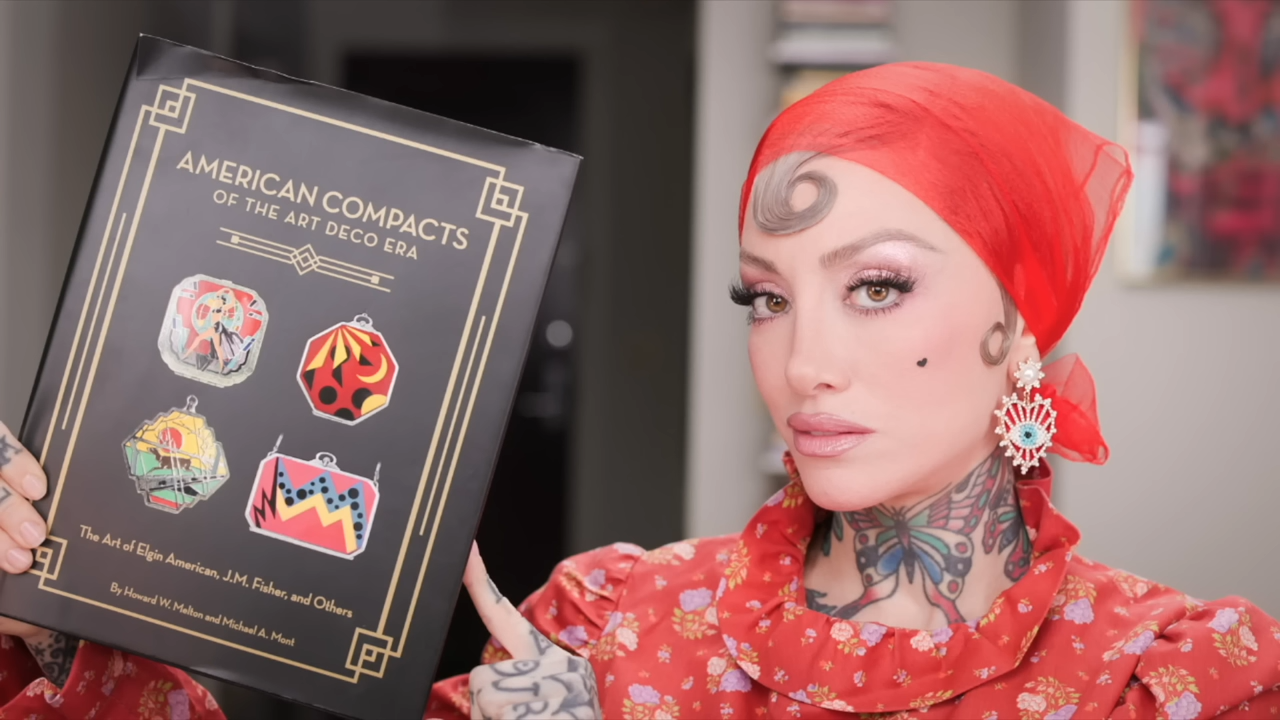 AMERICAN COMPACTS
OF THE ART DECO ERA
The Art of Elgin American, J.M. Fisher, and Others
By Howard W. Melton and Michael A. Mont